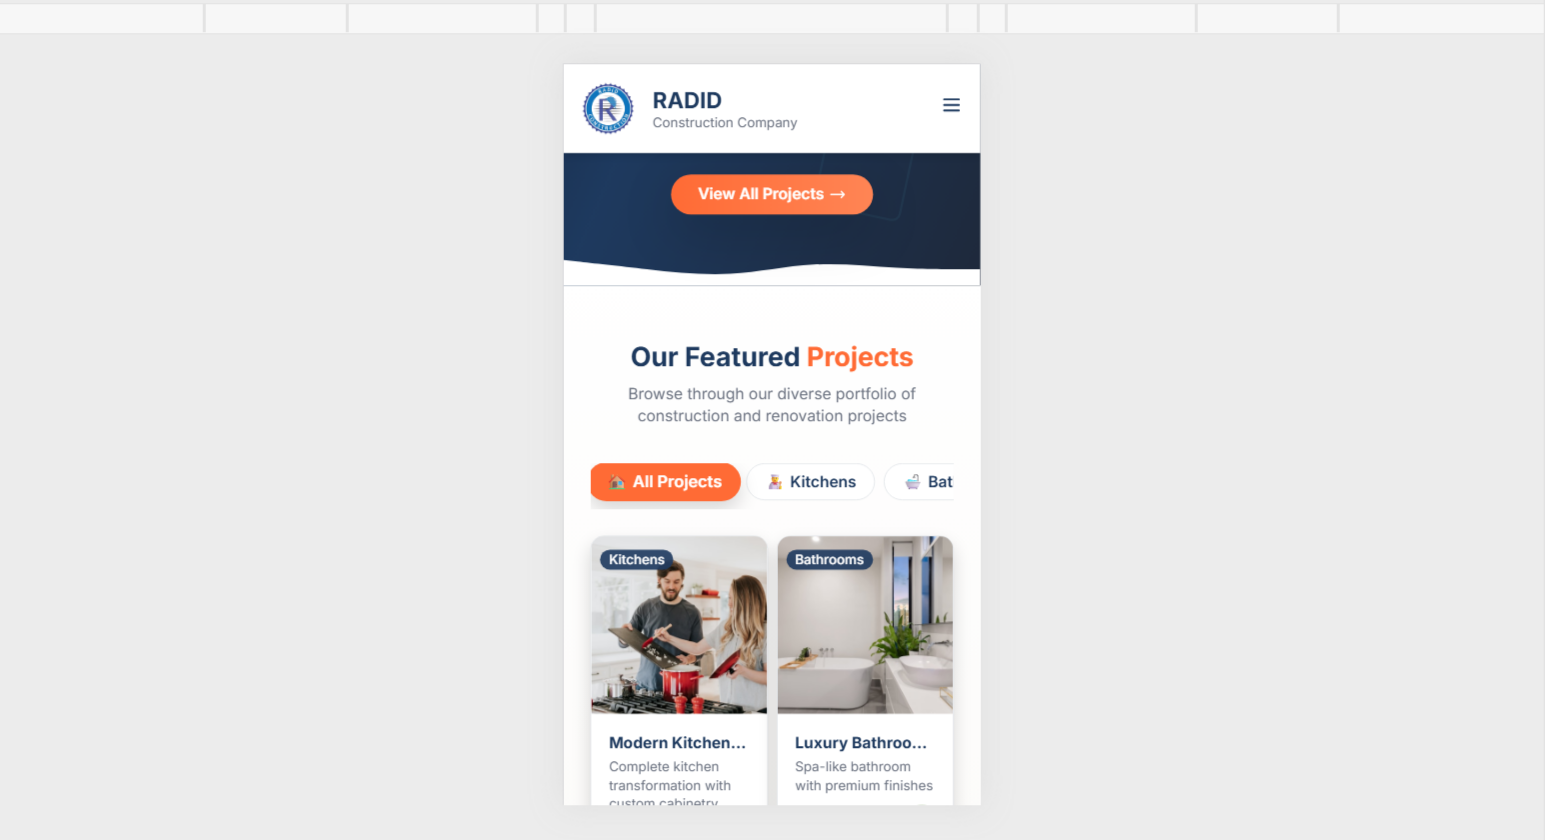 RADID
CONSTRUCTION
R
RADID
Construction Company
View All Projects →
Our Featured Projects
Browse through our diverse portfolio of
construction and renovation projects
All Projects
Kitchens
Bat
Kitchens
Bathrooms
Modern Kitchen...
Complete kitchen
transformation with
custom cabinetry
Luxury Bathroo...
Spa-like bathroom
with premium finishes